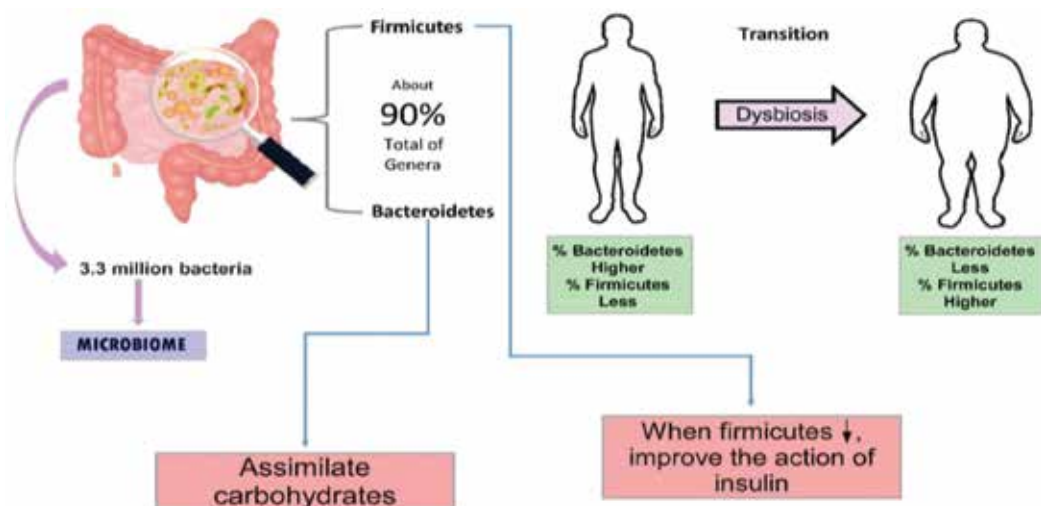 Firmicutes
About
90%
Total of
Genera
Bacteroidetes
3.3 million bacteria
MICROBIOME
Transition
Dysbiosis
% Bacteroidetes
Higher
% Firmicutes
Less
% Bacteroidetes
Less
% Firmicutes
Higher
Assimilate
carbohydrates
When firmicutes ↓,
improve the action of
insulin